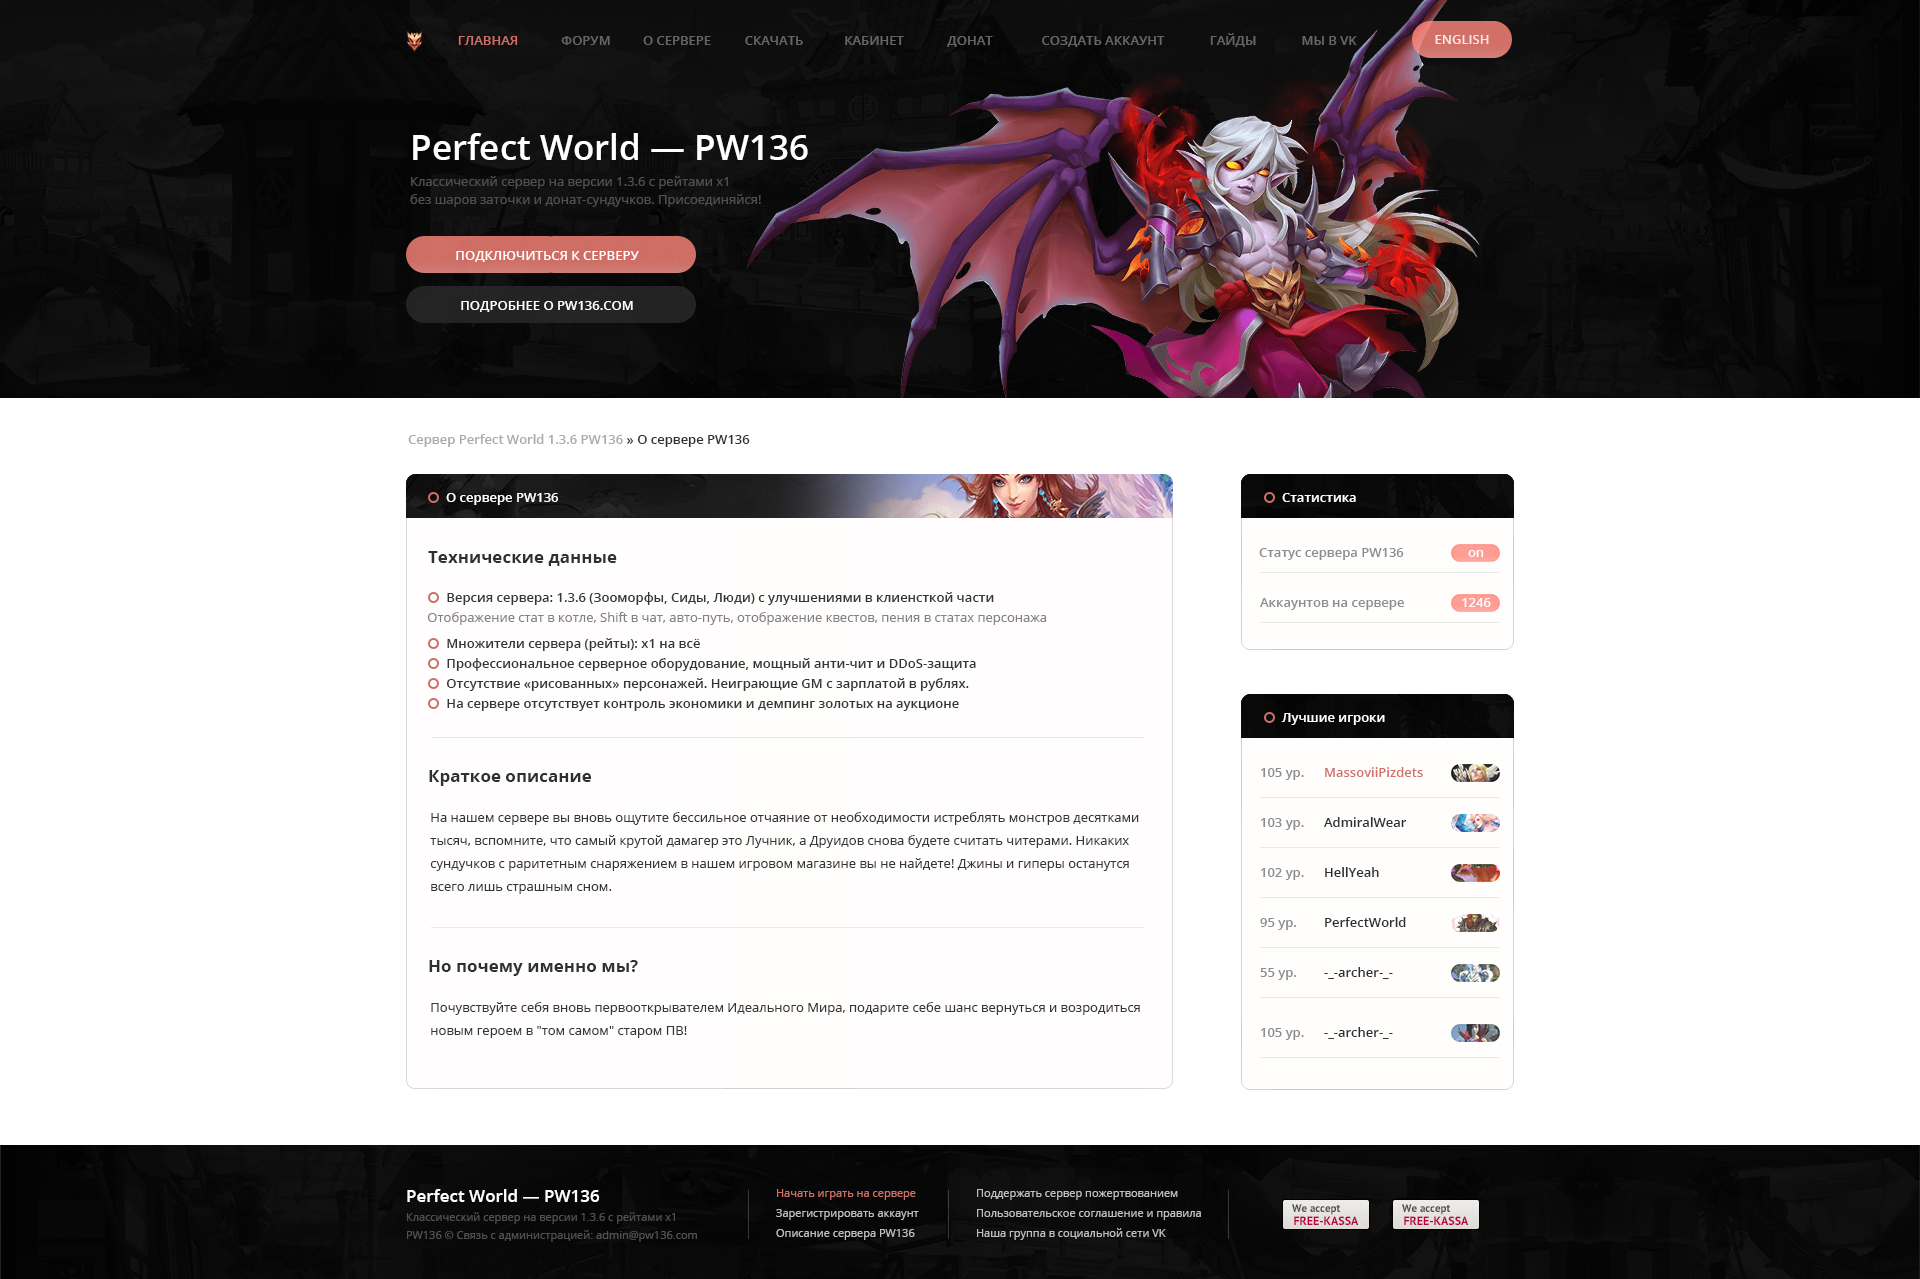 ГЛАВНАЯ ФОРУМ О СЕРВЕРЕ СКАЧАТЬ КАБИНЕТ ДОНАТ СОЗДАТЬ АККАУНТ ГАЙДЫ МЫ В VK ENGLISH
Perfect World — PW136
Классический сервер на версии 1.3.6 с рейтами x1
без шаров заточки и донат-сундучков. Присоединяйся!
ПОДКЛЮЧИТЬСЯ К СЕРВЕРУ
ПОДРОБНЕЕ О PW136.COM
Сервер Perfect World 1.3.6 PW136 » О сервере PW136
О сервере PW136
Технические данные
Версия сервера: 1.3.6 (Зооморфы, Сиды, Люди) с улучшениями в клиенсткой части
Отображение стат в котле, Shift в чат, авто-путь, отображение квестов, пения в статах персонажа
Множители сервера (рейты): x1 на всё
Профессиональное серверное оборудование, мощный анти-чит и DDoS-защита
Отсутствие «рисованных» персонажей. Неиграющие GM с зарплатой в рублях.
На сервере отсутствует контроль экономики и демпинг золотых на аукционе
Краткое описание
На нашем сервере вы вновь ощутите бессильное отчаяние от необходимости истреблять монстров десятками
тысяч, вспомните, что самый крутой дамагер это Лучник, а Друидов снова будете считать читерами. Никаких
сундучков с раритетным снаряжением в нашем игровом магазине вы не найдете! Джины и гиперы останутся
всего лишь страшным сном.
Но почему именно мы?
Почувствуйте себя вновь первооткрывателем Идеального Мира, подарите себе шанс вернуться и возродиться
новым героем в "том самом" старом ПВ!
Статистика
Статус сервера PW136 on
Аккаунтов на сервере 1246
Лучшие игроки
105 ур. MassoviiPizdets
103 ур. AdmiralWear
102 ур. HellYeah
95 ур. PerfectWorld
55 ур. -_-archer-_-
105 ур. -_-archer-_-
Perfect World — PW136
Классический сервер на версии 1.3.6 с рейтами x1
PW136 © Связь с администрацией: admin@pw136.com
Начать играть на сервере
Зарегистрировать аккаунт
Описание сервера PW136
Поддержать сервер пожертвованием
Пользовательское соглашение и правила
Наша группа в социальной сети VK
We accept
FREE-KASSA
We accept
FREE-KASSA